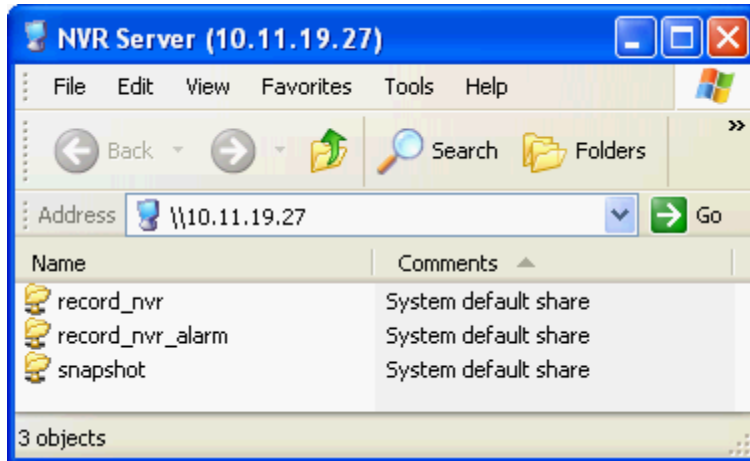 NVR Server (10.11.19.27)
File Edit View Favorites Tools Help
Back Search Folders »
Address \\10.11.19.27 Go
Name Comments
record_nvr System default share
record_nvr_alarm System default share
snapshot System default share
3 objects